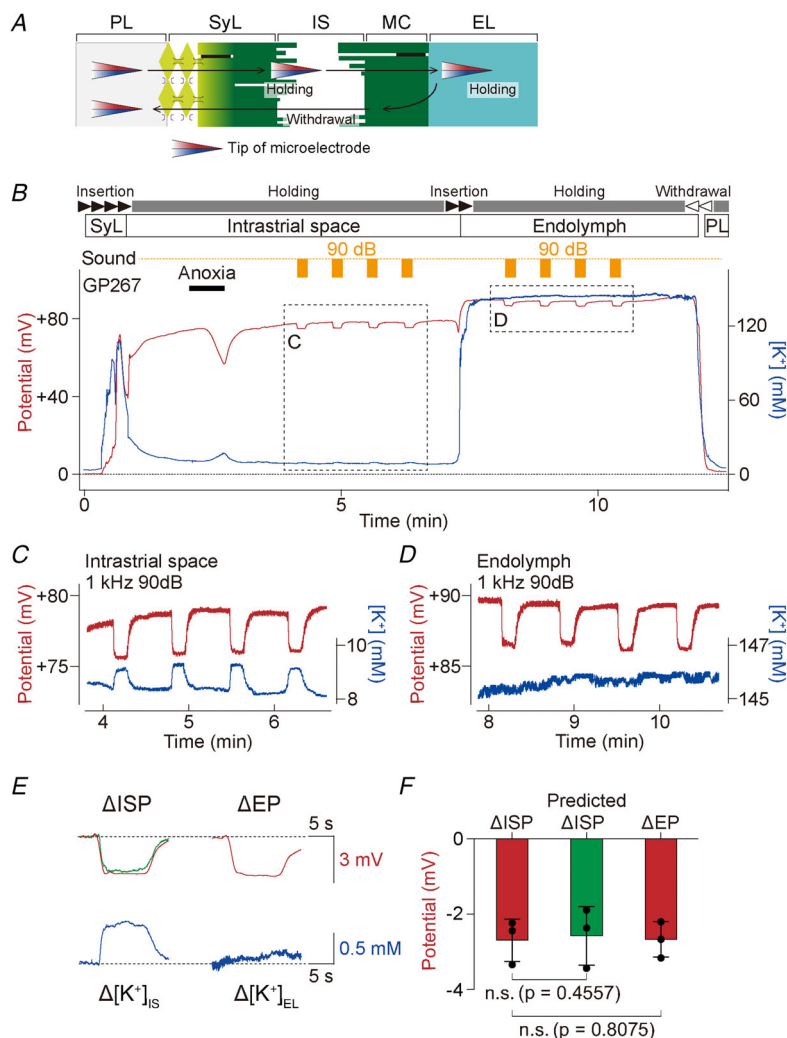 A
PL SyL IS MC EL
Holding
Holding
Withdrawal
Tip of microelectrode
B
Insertion Holding Insertion Holding Withdrawal
SyL Intrastrial space Endolymph PL
Sound 90 dB 90 dB
GP267 Anoxia
+80
+40
0
Potential (mV)
C
D
120
60
0
[K+] (mM)
0 5 10
Time (min)
C Intrastrial space
1 kHz 90dB
+80
+75
Potential (mV)
10
8
[K+] (mM)
4 5 6
Time (min)
D Endolymph
1 kHz 90dB
+90
+85
Potential (mV)
147
145
[K+] (mM)
8 9 10
Time (min)
E
ΔISP ΔEP
5 s
3 mV
0.5 mM
5 s
Δ[K+]IS Δ[K+]EL
F
Predicted
ΔISP ΔISP ΔEP
0
-2
-4
Potential (mV)
n.s. (p = 0.4557)
n.s. (p = 0.8075)